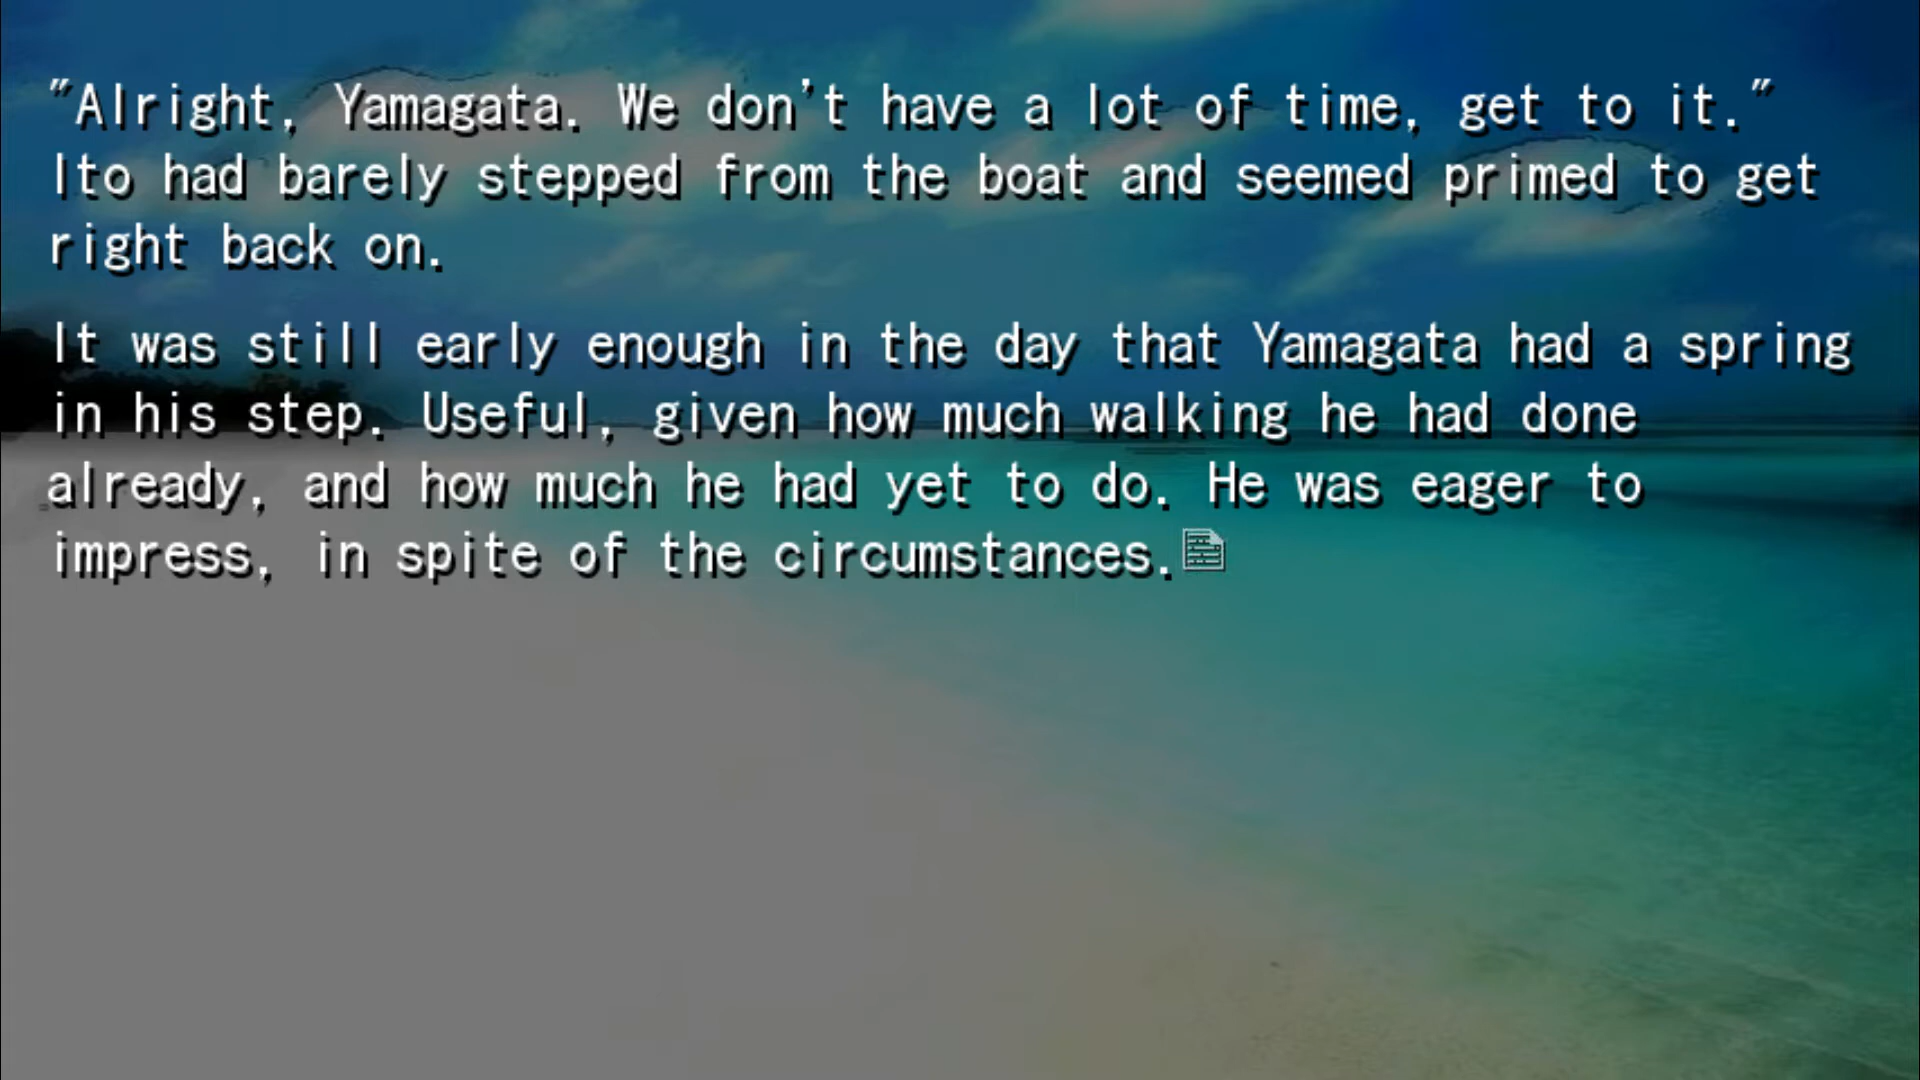 "Alright, Yamagata. We don't have a lot of time, get to it."
Ito had barely stepped from the boat and seemed primed to get
right back on.
It was still early enough in the day that Yamagata had a spring
in his step. Useful, given how much walking he had done
already, and how much he had yet to do. He was eager to
impress, in spite of the circumstances.